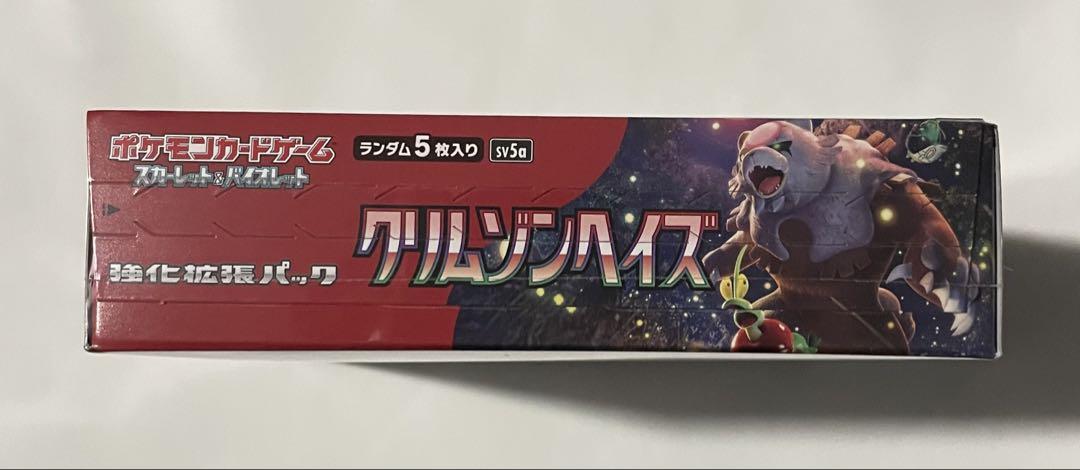 ポケモンカードゲーム
スカーレット&バイオレット
ランダム5枚入り
sv5a
クリムゾンヘイズ
強化拡張パック